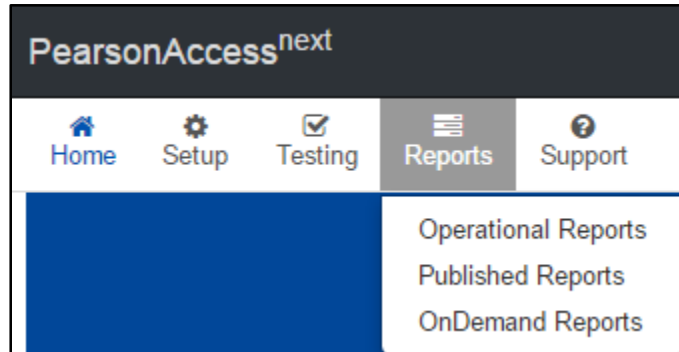 PearsonAccessnext
Home Setup Testing Reports Support
Operational Reports
Published Reports
OnDemand Reports